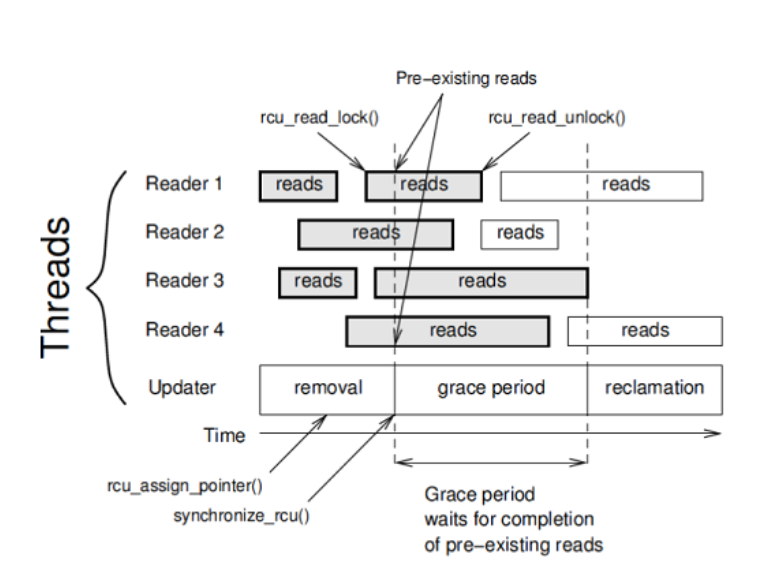 Pre−existing reads
rcu_read_lock()
rcu_read_unlock()
Threads
Reader 1
reads
reads
reads
Reader 2
reads
reads
Reader 3
reads
reads
Reader 4
reads
reads
Updater
removal
grace period
reclamation
Time
rcu_assign_pointer()
synchronize_rcu()
Grace period
waits for completion
of pre−existing reads